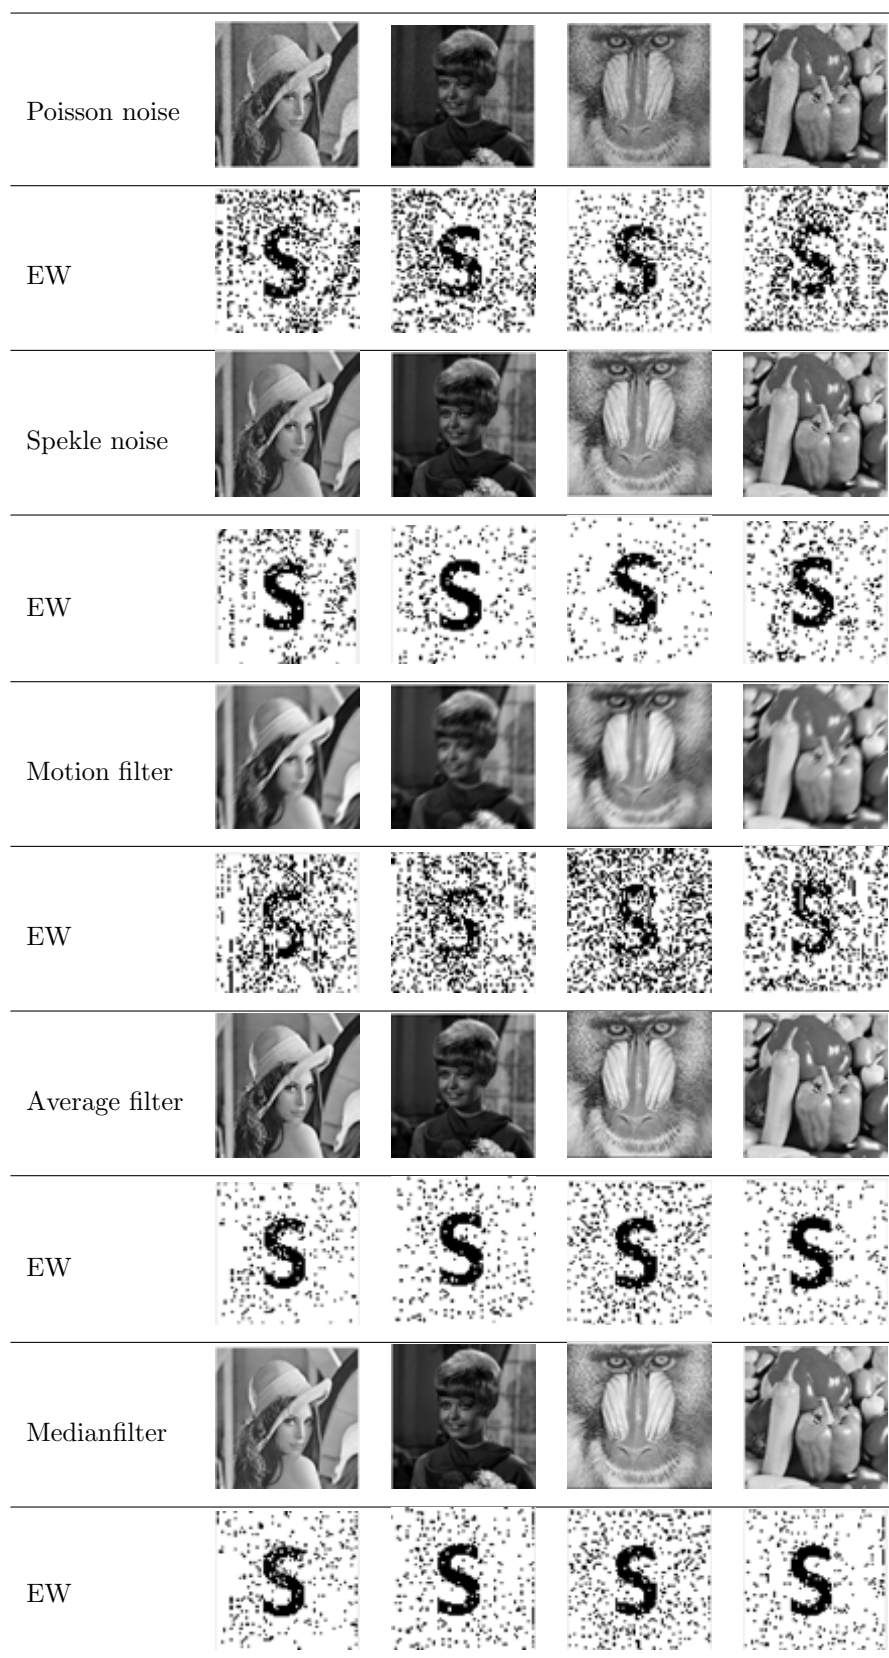 Poisson noise
EW
S S S S
Spekle noise
EW
S S S S
Motion filter
EW
S S S S
Average filter
EW
S S S S
Medianfilter
EW
S S S S